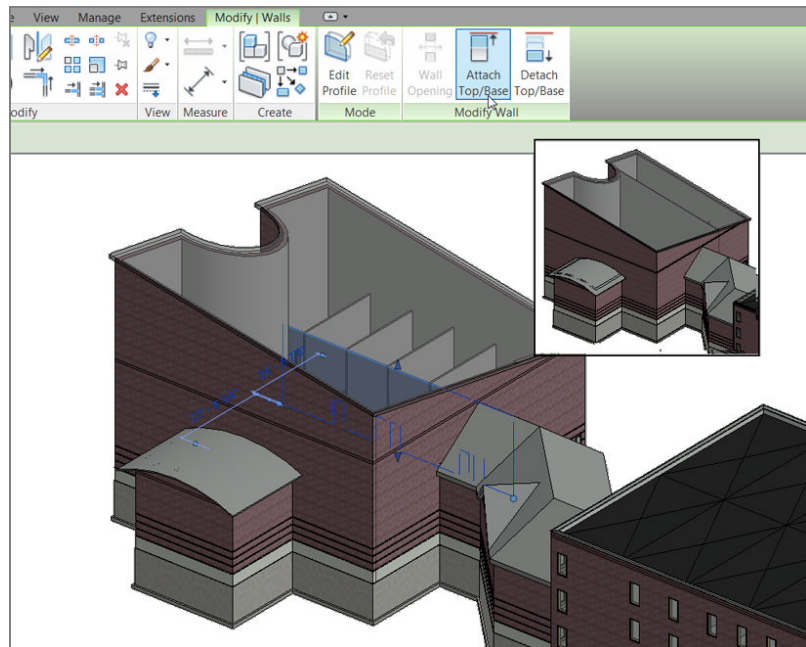 View Manage Extensions Modify | Walls
Edit Profile
Reset Profile
Wall Opening
Attach Top/Base
Detach Top/Base
odify
View
Measure
Create
Mode
Modify Wall